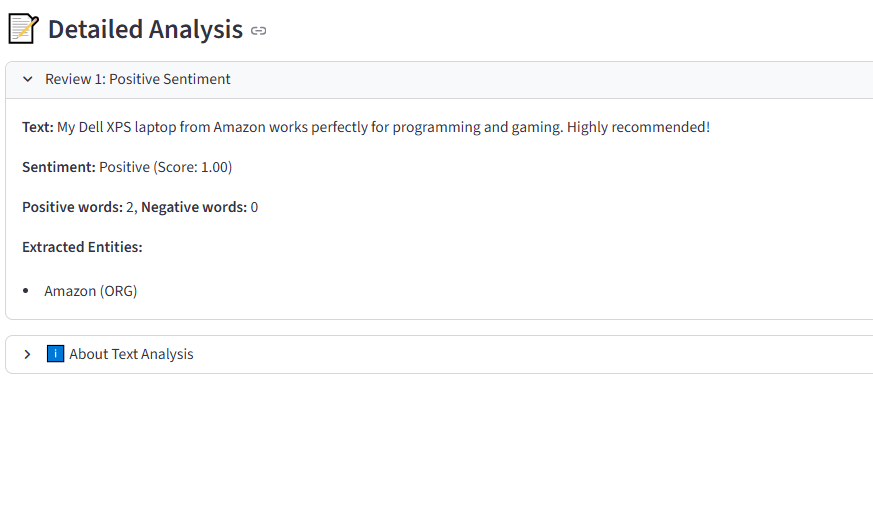 Detailed Analysis
Review 1: Positive Sentiment
Text: My Dell XPS laptop from Amazon works perfectly for programming and gaming. Highly recommended!
Sentiment: Positive (Score: 1.00)
Positive words: 2, Negative words: 0
Extracted Entities:
• Amazon (ORG)
i About Text Analysis